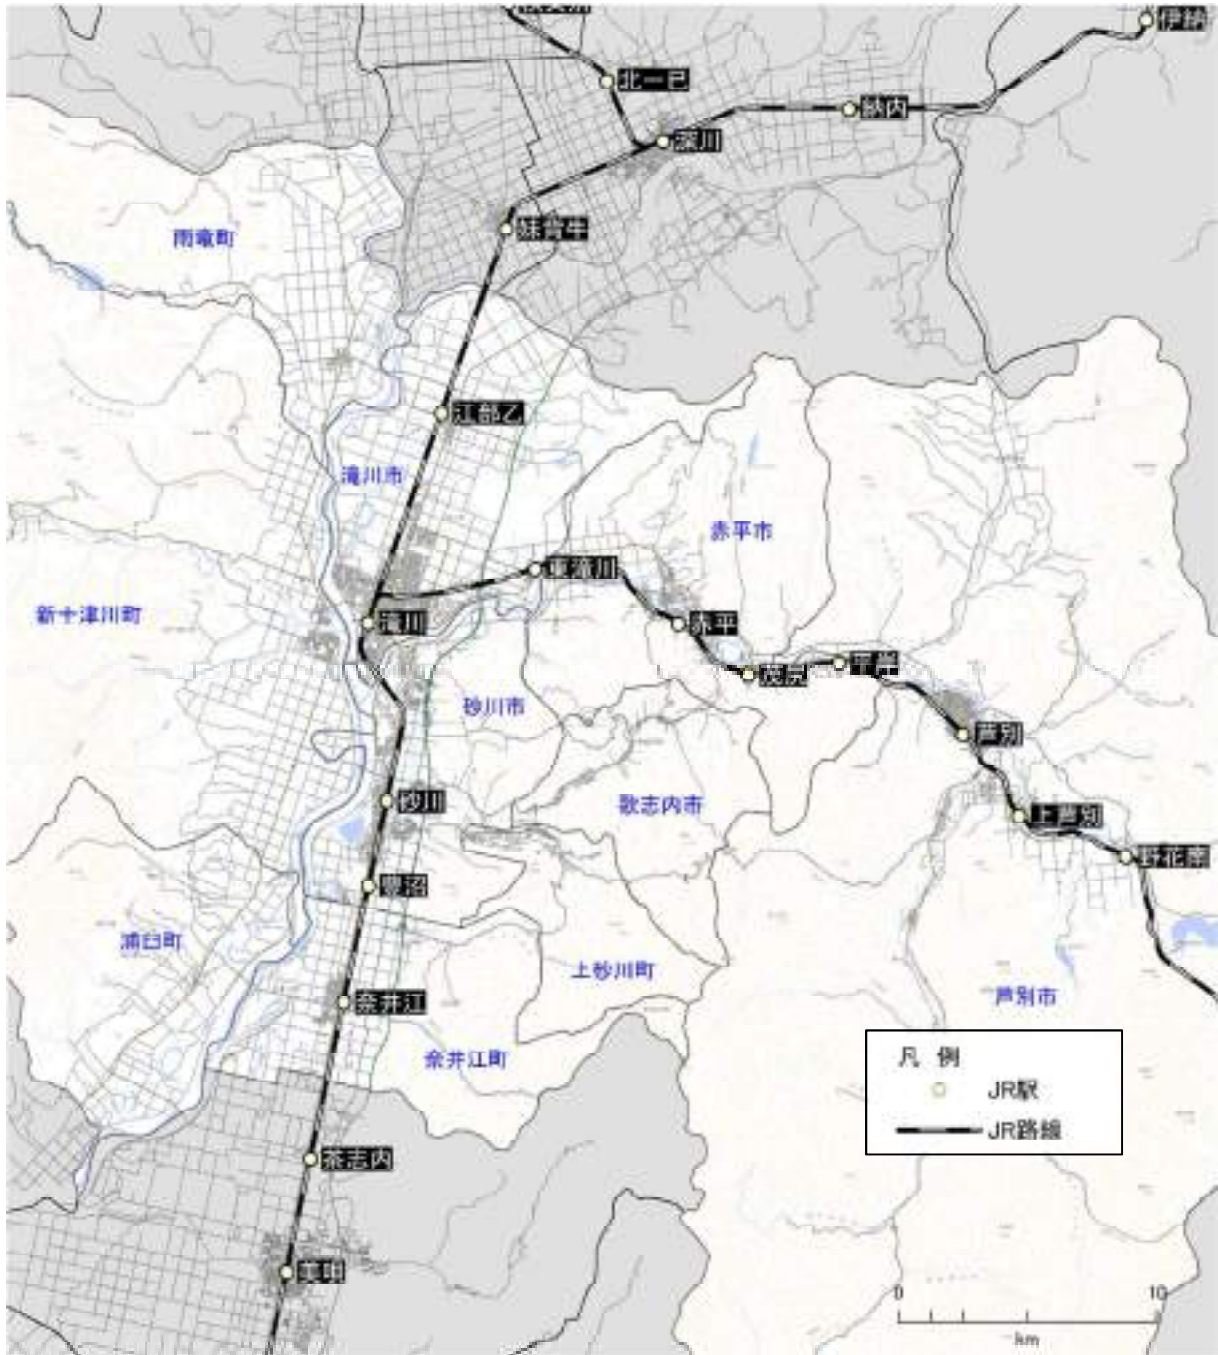 伊納
北一已
納内
深川
妹背牛
雨竜町
江部乙
滝川市
赤平市
東滝川
新十津川町
滝川
赤平
平岸
茂尻
砂川市
芦別
砂川
歌志内市
上芦別
野花南
豊沼
浦臼町
上砂川町
奈井江
芦別市
奈井江町
凡 例
JR駅
JR路線
茶志内
美唄
0 10
km